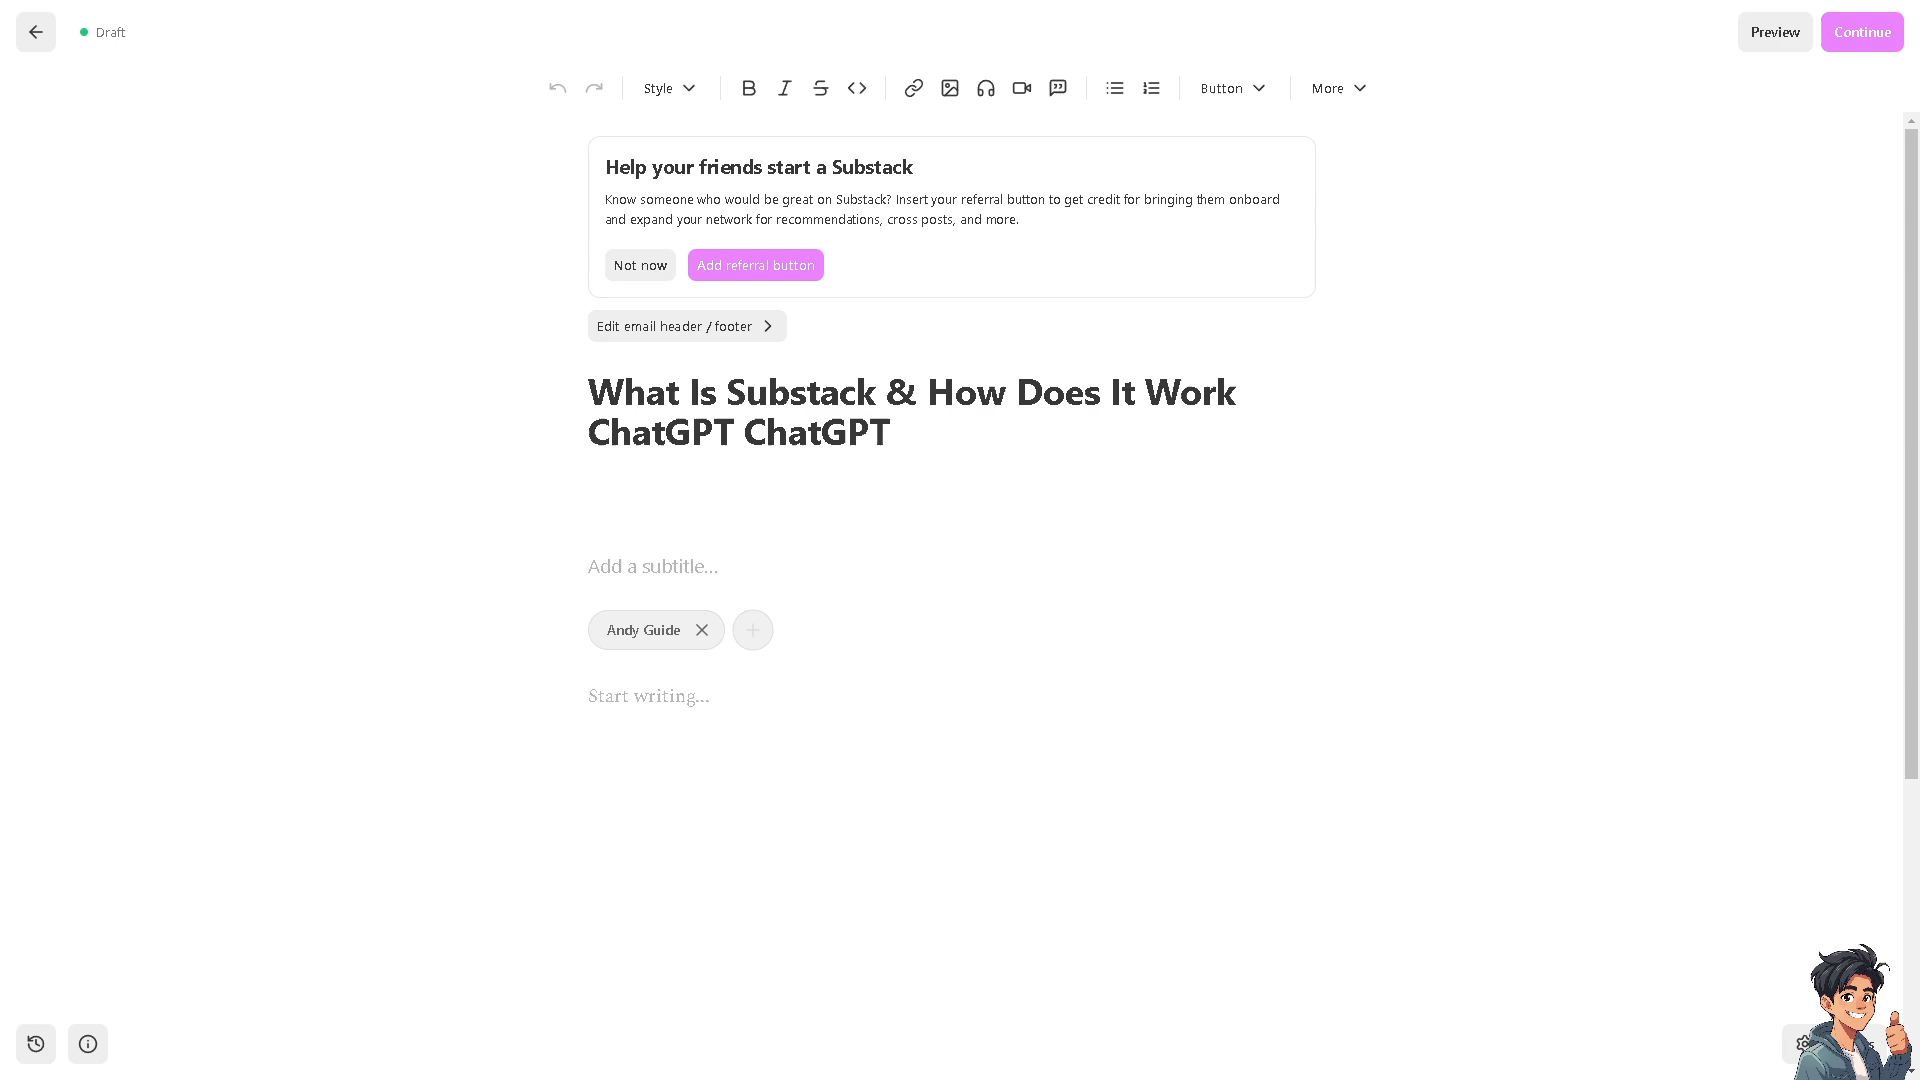 Draft
Preview
Continue
Style
Button
More
Help your friends start a Substack
Know someone who would be great on Substack? Insert your referral button to get credit for bringing them onboard
and expand your network for recommendations, cross posts, and more.
Not now
Add referral button
Edit email header / footer
What Is Substack & How Does It Work
ChatGPT ChatGPT
Add a subtitle...
Andy Guide
Start writing...